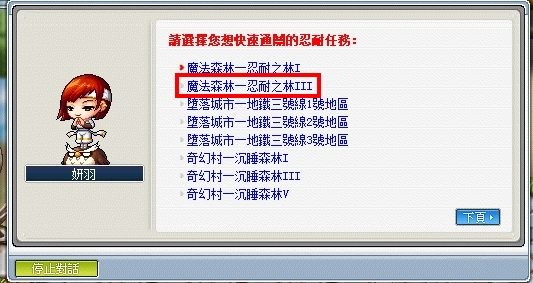 請選擇您想快速通關的忍耐任務:
魔法森林—忍耐之林I
魔法森林—忍耐之林III
墮落城市—地鐵三號線1號地區
墮落城市—地鐵三號線2號地區
墮落城市—地鐵三號線3號地區
奇幻村—沉睡森林I
奇幻村—沉睡森林III
奇幻村—沉睡森林V
妍羽
下頁
停止對話